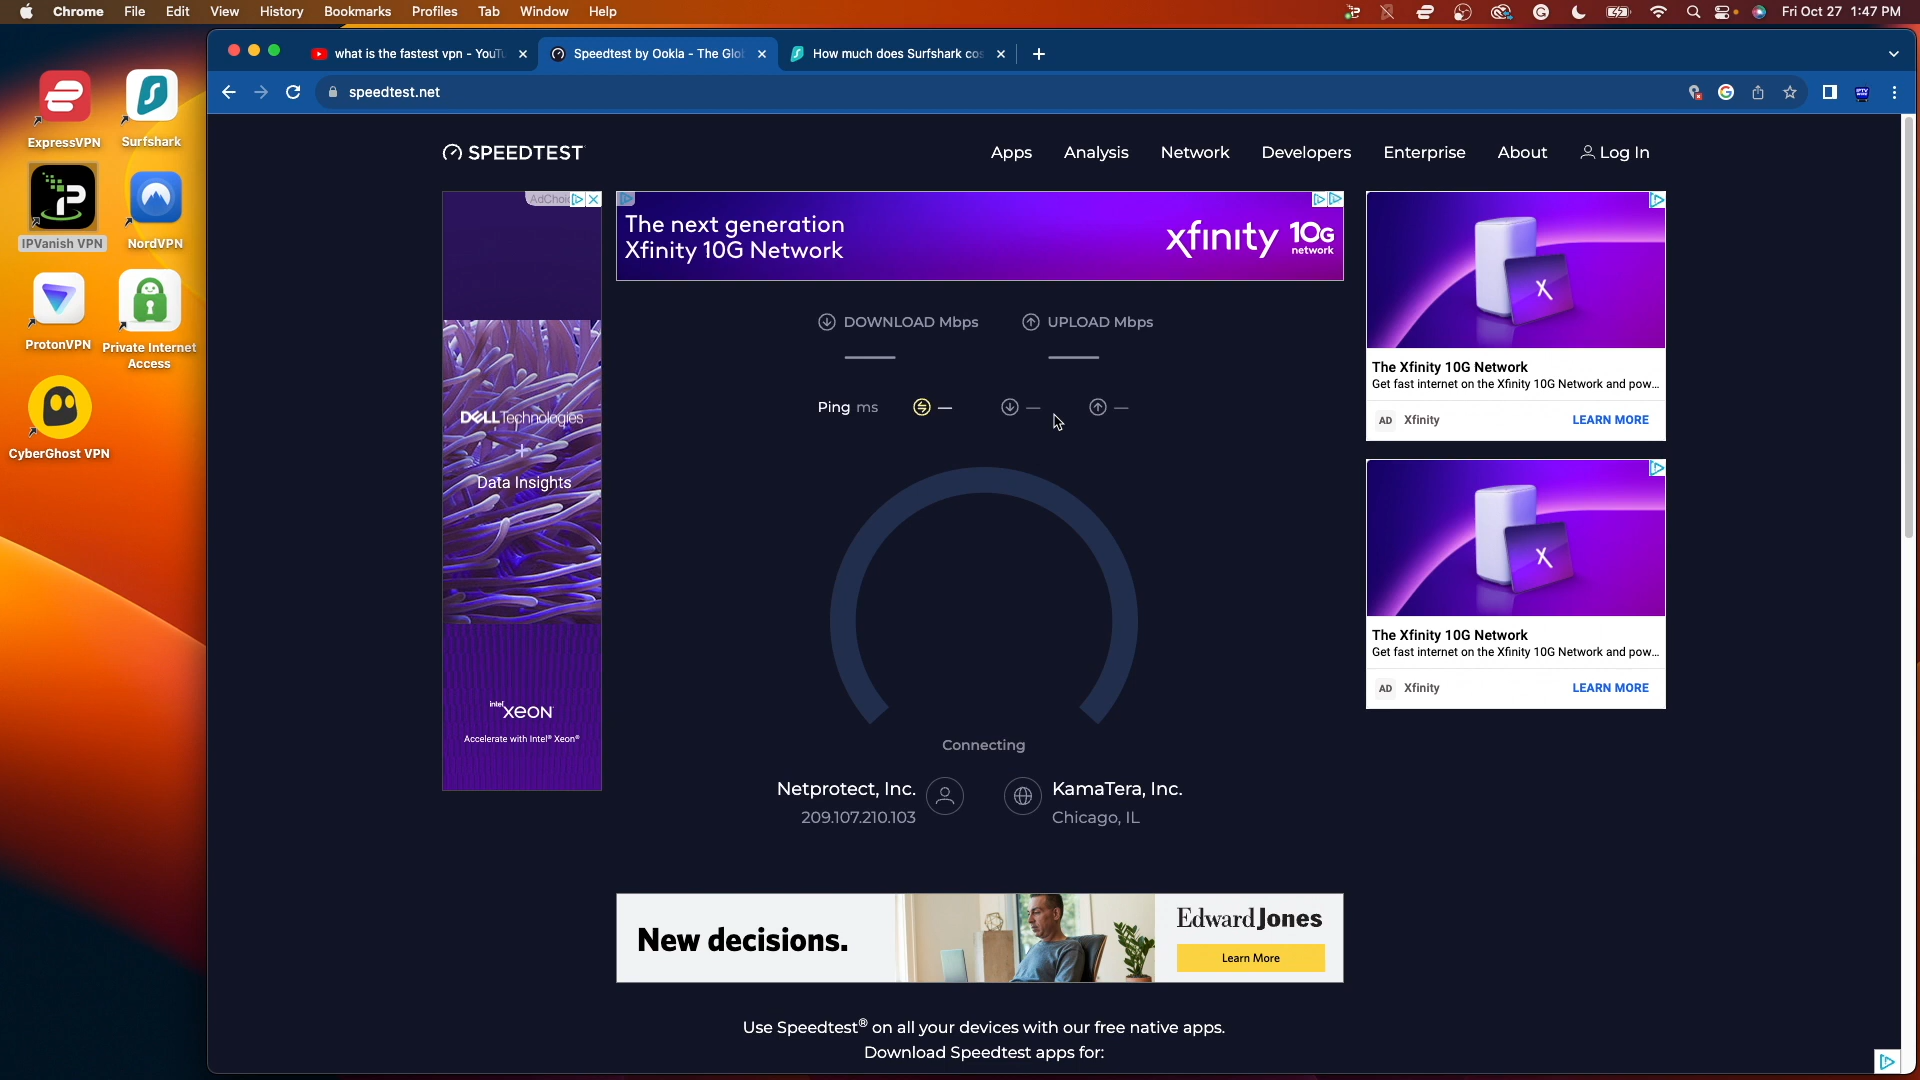 Chrome File Edit View History Bookmarks Profiles Tab Window Help Fri Oct 27 1:47 PM
what is the fastest vpn - YouTu
Speedtest by Ookla - The Glo
How much does Surfshark cos
speedtest.net
ExpressVPN
Surfshark
IPVanish VPN
NordVPN
ProtonVPN
Private Internet
Access
CyberGhost VPN
SPEEDTEST
Apps Analysis Network Developers Enterprise About Log In
AdChoic
DELLTechnologies
+
Data Insights
intel
xeon
Accelerate with Intel® Xeon®
The next generation
Xfinity 10G Network
xfinity 10G
network
DOWNLOAD Mbps UPLOAD Mbps
Ping ms — — —
Connecting
Netprotect, Inc.
209.107.210.103
KamaTera, Inc.
Chicago, IL
X
The Xfinity 10G Network
Get fast internet on the Xfinity 10G Network and pow...
AD Xfinity LEARN MORE
X
The Xfinity 10G Network
Get fast internet on the Xfinity 10G Network and pow...
AD Xfinity LEARN MORE
New decisions.
Edward Jones
Learn More
Use Speedtest® on all your devices with our free native apps.
Download Speedtest apps for: